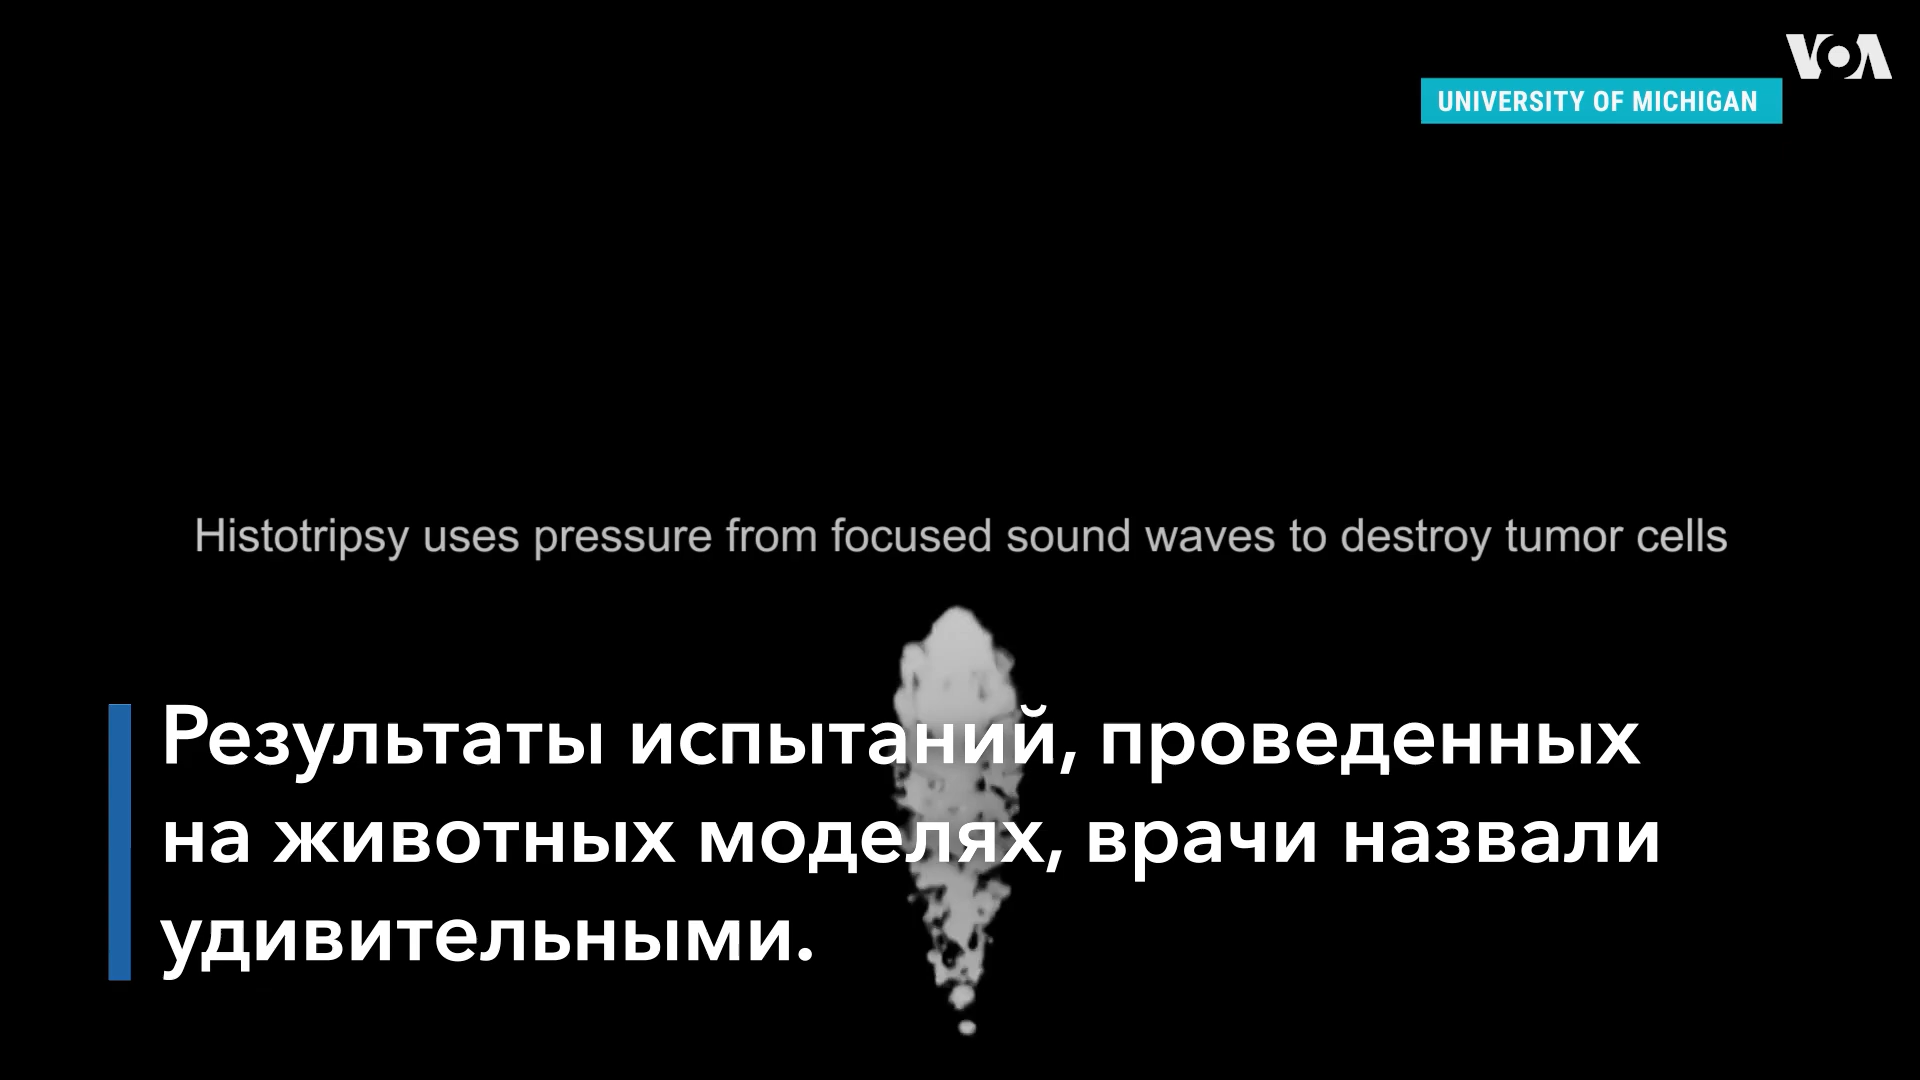 VOA
UNIVERSITY OF MICHIGAN
Histotripsy uses pressure from focused sound waves to destroy tumor cells
Результаты испытаний, проведенных
на животных моделях, врачи назвали
удивительными.